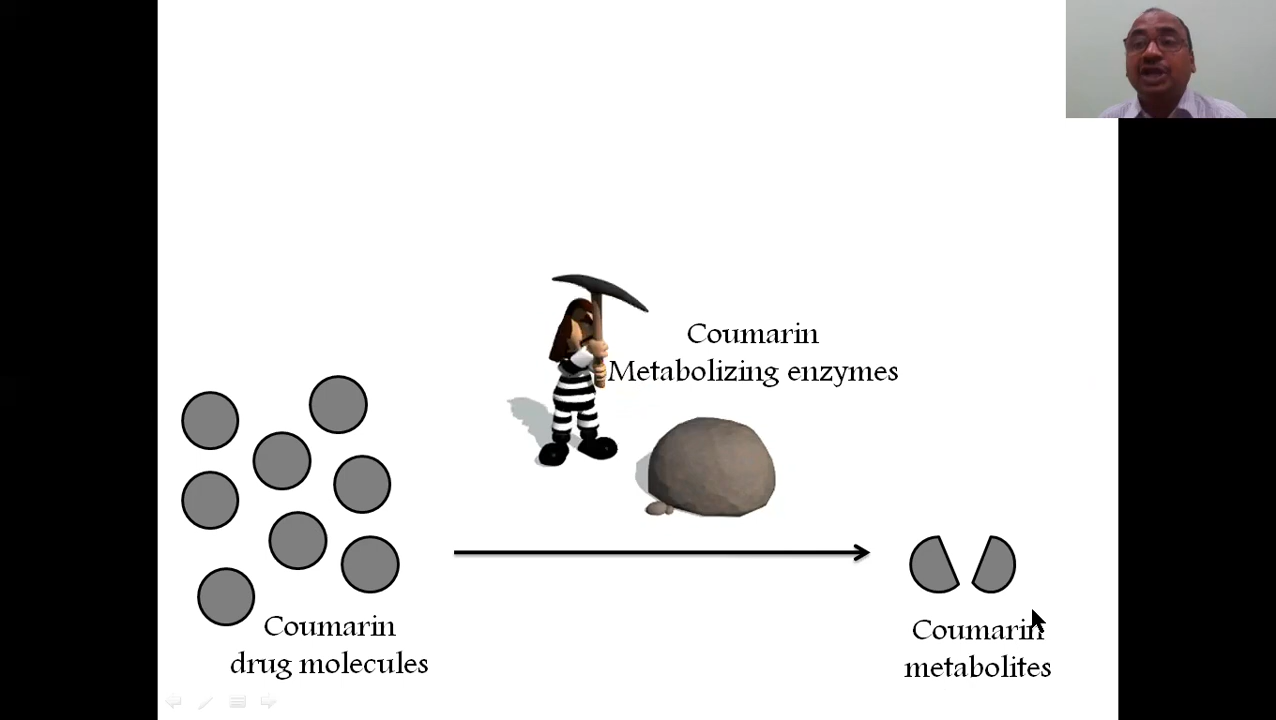 Coumarin
Metabolizing enzymes
Coumarin
drug molecules
Coumarin
metabolites